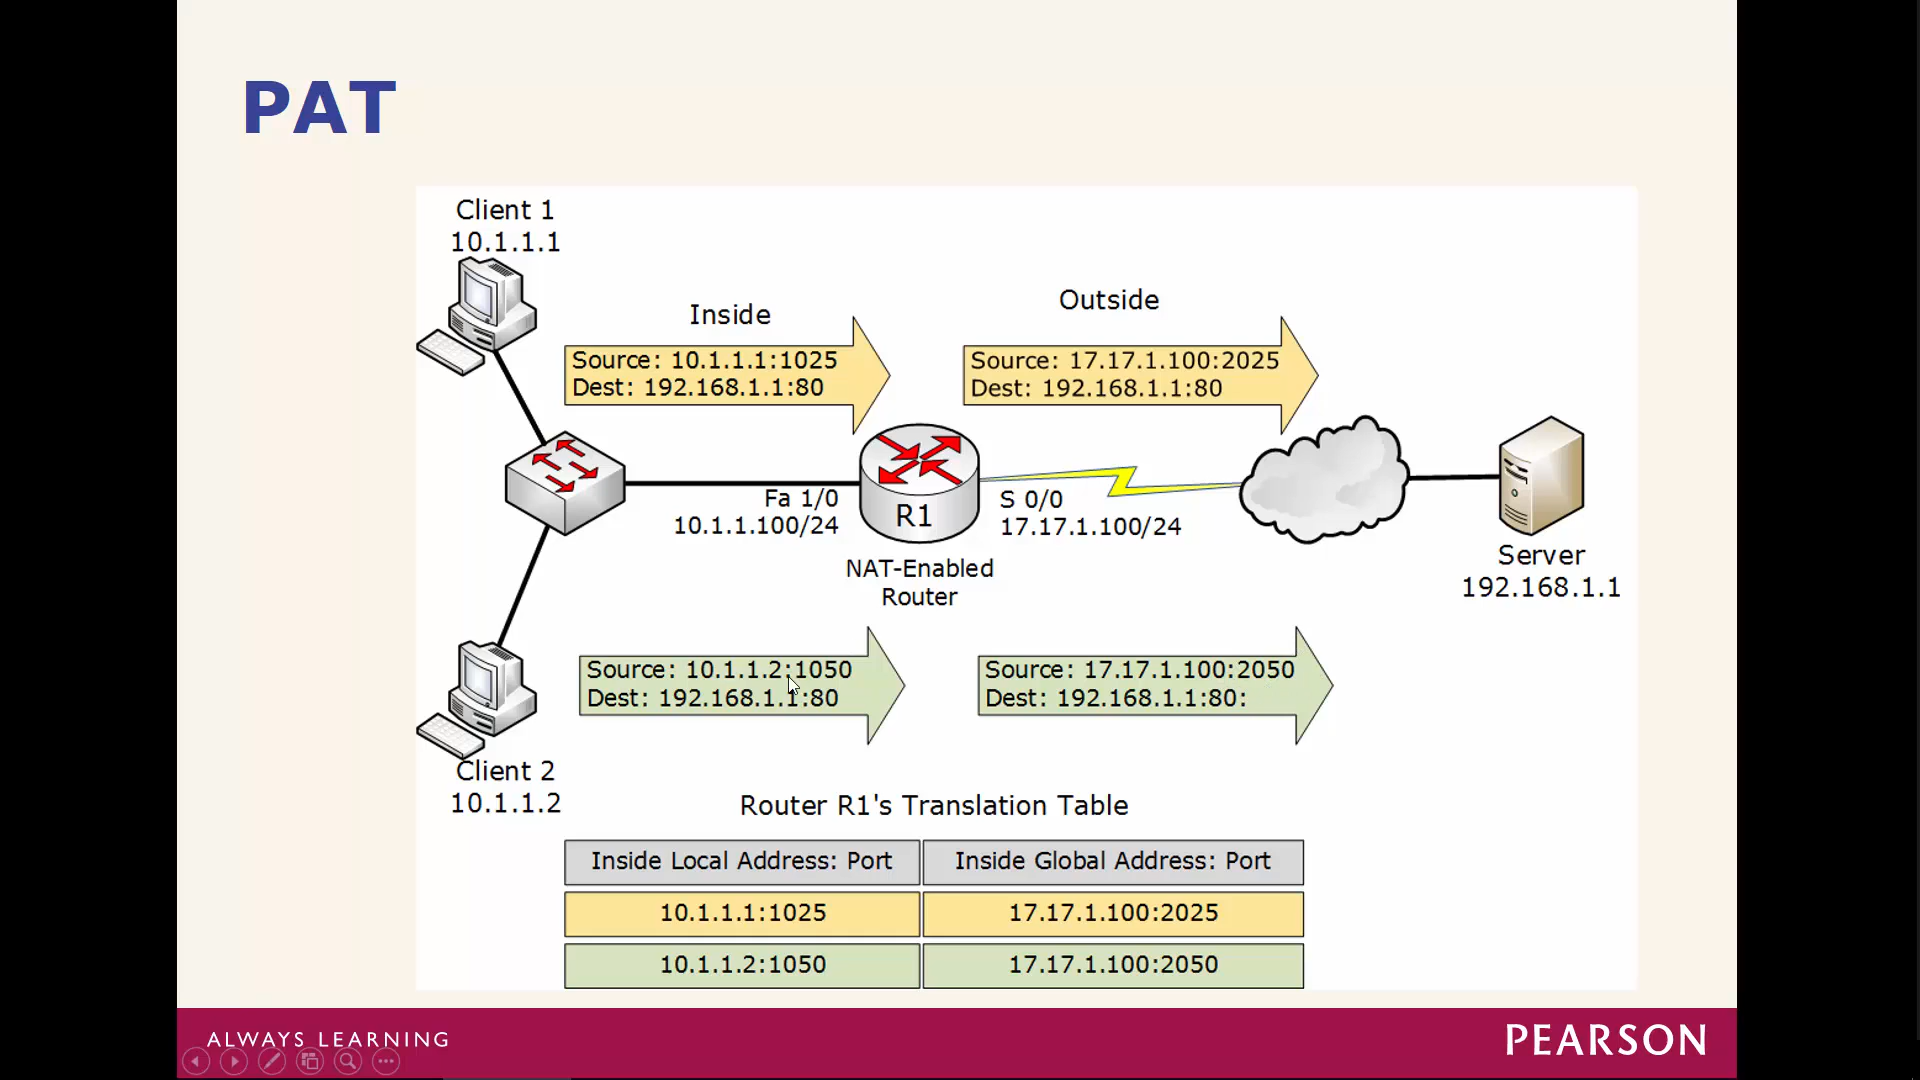 PAT
Client 1
10.1.1.1
Inside
Outside
Source: 10.1.1.1:1025
Dest: 192.168.1.1:80
Source: 17.17.1.100:2025
Dest: 192.168.1.1:80
Fa 1/0
10.1.1.100/24
R1
S 0/0
17.17.1.100/24
NAT-Enabled
Router
Server
192.168.1.1
Source: 10.1.1.2:1050
Dest: 192.168.1.1:80
Source: 17.17.1.100:2050
Dest: 192.168.1.1:80:
Client 2
10.1.1.2
Router R1's Translation Table
Inside Local Address: Port
Inside Global Address: Port
10.1.1.1:1025
17.17.1.100:2025
10.1.1.2:1050
17.17.1.100:2050
ALWAYS LEARNING
PEARSON